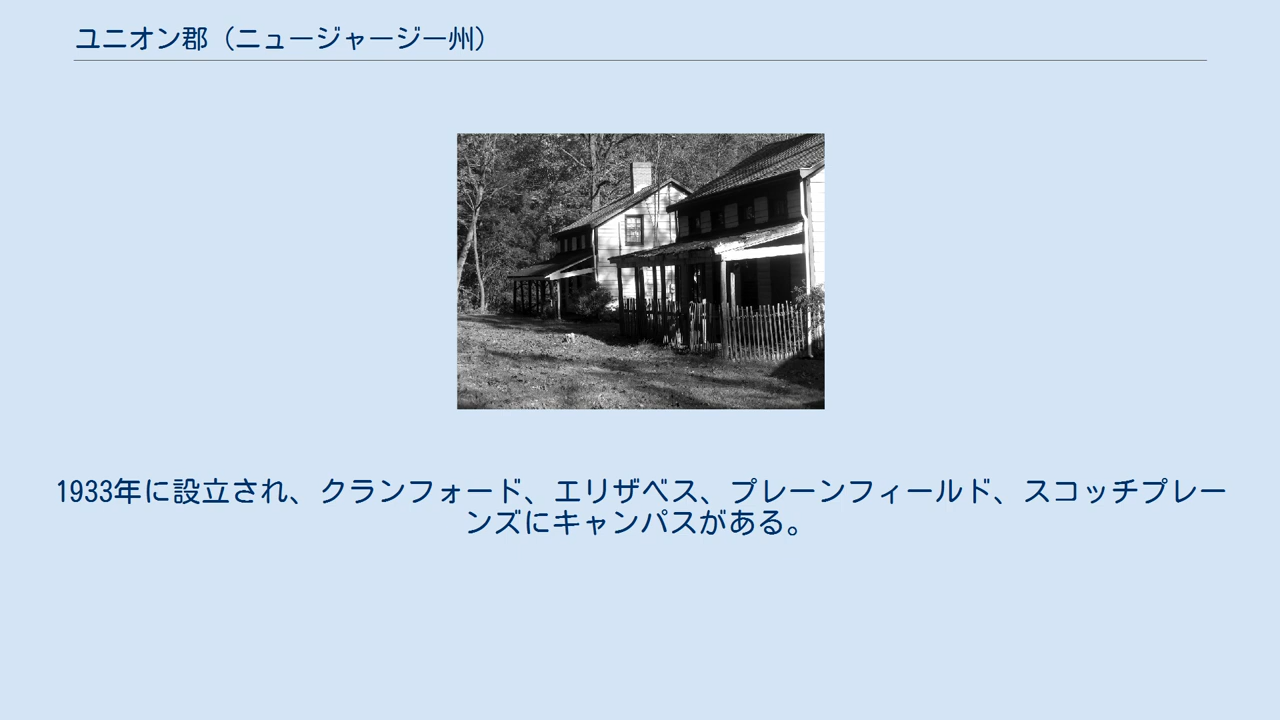 ユニオン郡（ニュージャージー州）
1933年に設立され、クランフォード、エリザベス、プレーンフィールド、スコッチプレー
ンズにキャンパスがある。